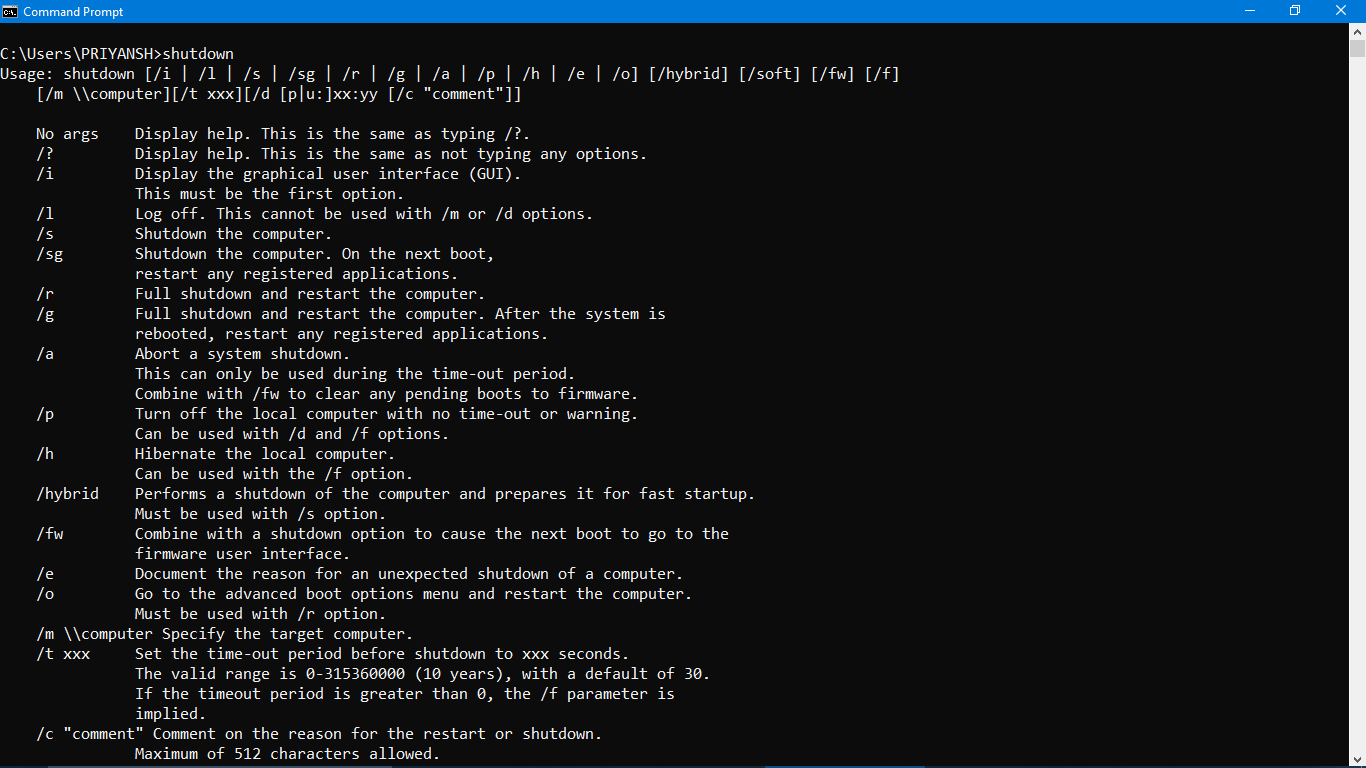 Command Prompt
C:\Users\PRIYANSH>shutdown
Usage: shutdown [/i | /l | /s | /sg | /r | /g | /a | /p | /h | /e | /o] [/hybrid] [/soft] [/fw] [/f]
    [/m \\computer][/t xxx][/d [p|u:]xx:yy [/c "comment"]]

    No args    Display help. This is the same as typing /?.
    /?         Display help. This is the same as not typing any options.
    /i         Display the graphical user interface (GUI).
               This must be the first option.
    /l         Log off. This cannot be used with /m or /d options.
    /s         Shutdown the computer.
    /sg        Shutdown the computer. On the next boot,
               restart any registered applications.
    /r         Full shutdown and restart the computer.
    /g         Full shutdown and restart the computer. After the system is
               rebooted, restart any registered applications.
    /a         Abort a system shutdown.
               This can only be used during the time-out period.
               Combine with /fw to clear any pending boots to firmware.
    /p         Turn off the local computer with no time-out or warning.
               Can be used with /d and /f options.
    /h         Hibernate the local computer.
               Can be used with the /f option.
    /hybrid    Performs a shutdown of the computer and prepares it for fast startup.
               Must be used with /s option.
    /fw        Combine with a shutdown option to cause the next boot to go to the
               firmware user interface.
    /e         Document the reason for an unexpected shutdown of a computer.
    /o         Go to the advanced boot options menu and restart the computer.
               Must be used with /r option.
    /m \\computer Specify the target computer.
    /t xxx     Set the time-out period before shutdown to xxx seconds.
               The valid range is 0-315360000 (10 years), with a default of 30.
               If the timeout period is greater than 0, the /f parameter is
               implied.
    /c "comment" Comment on the reason for the restart or shutdown.
               Maximum of 512 characters allowed.